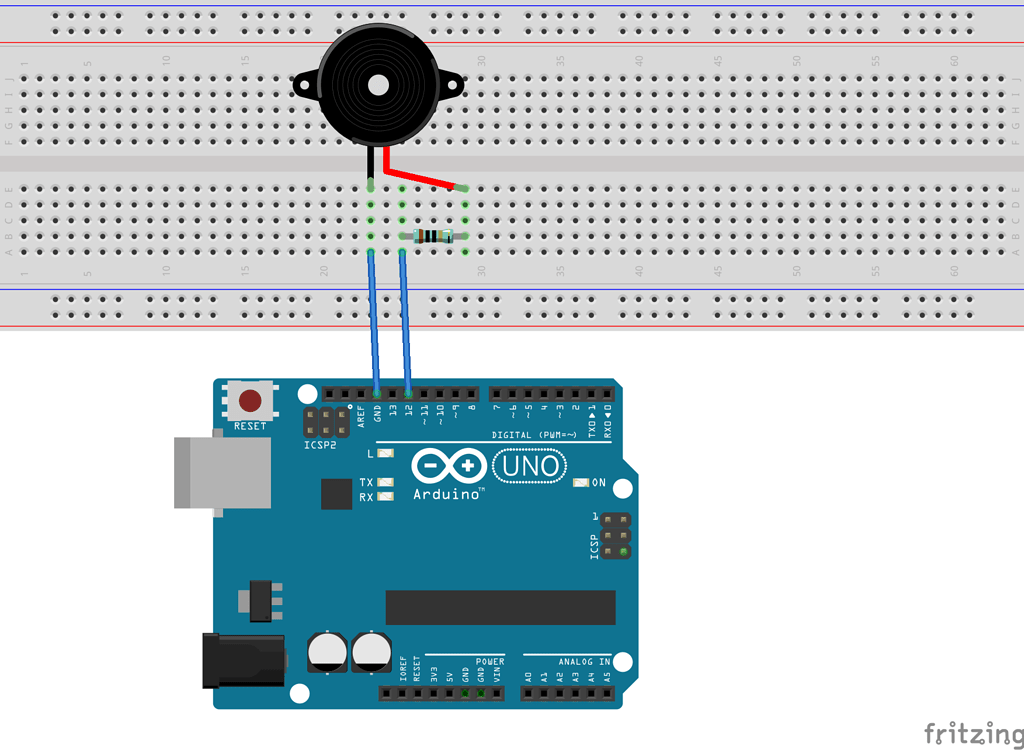 1 5 10 15 30 35 40 45 50 55 60
J J
I I
H H
G G
F F
E E
D D
C C
B B
A A
1 5 10 15 20 30 35 40 45 50 55 60
RESET
ICSP2
AREF
GND
13
12
~11
~10
~9
8
7
~6
~5
4
~3
2
TX0▶1
RX0◀0
DIGITAL (PWM=~)
L
TX
RX
UNO
Arduino™
ON
1
ICSP
IOREF
RESET
3V3
5V
GND
GND
VIN
POWER
ANALOG IN
A0
A1
A2
A3
A4
A5
fritzing